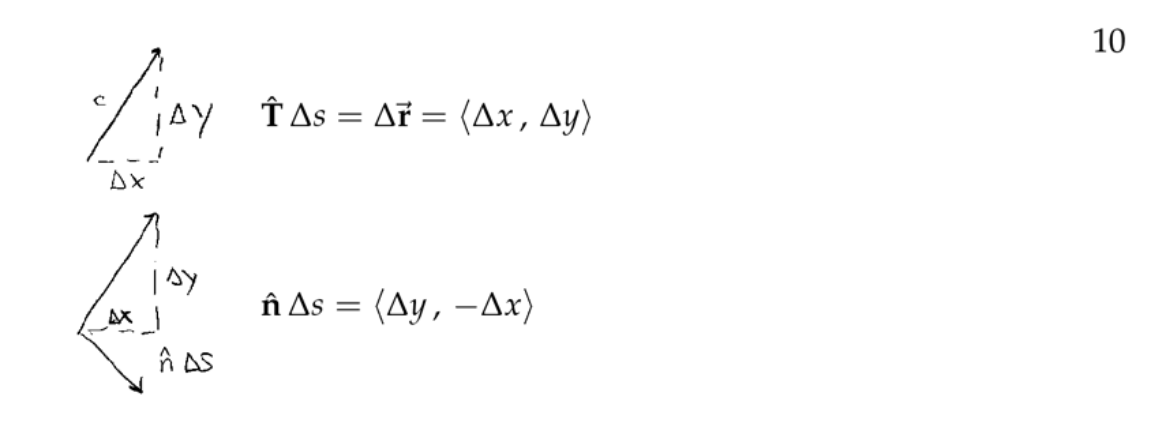 10
c
Δy
T̂ Δs = Δr⃗ = ⟨Δx , Δy⟩
Δx
Δy
Δx
n̂ Δs = ⟨Δy , −Δx⟩
n̂ Δs